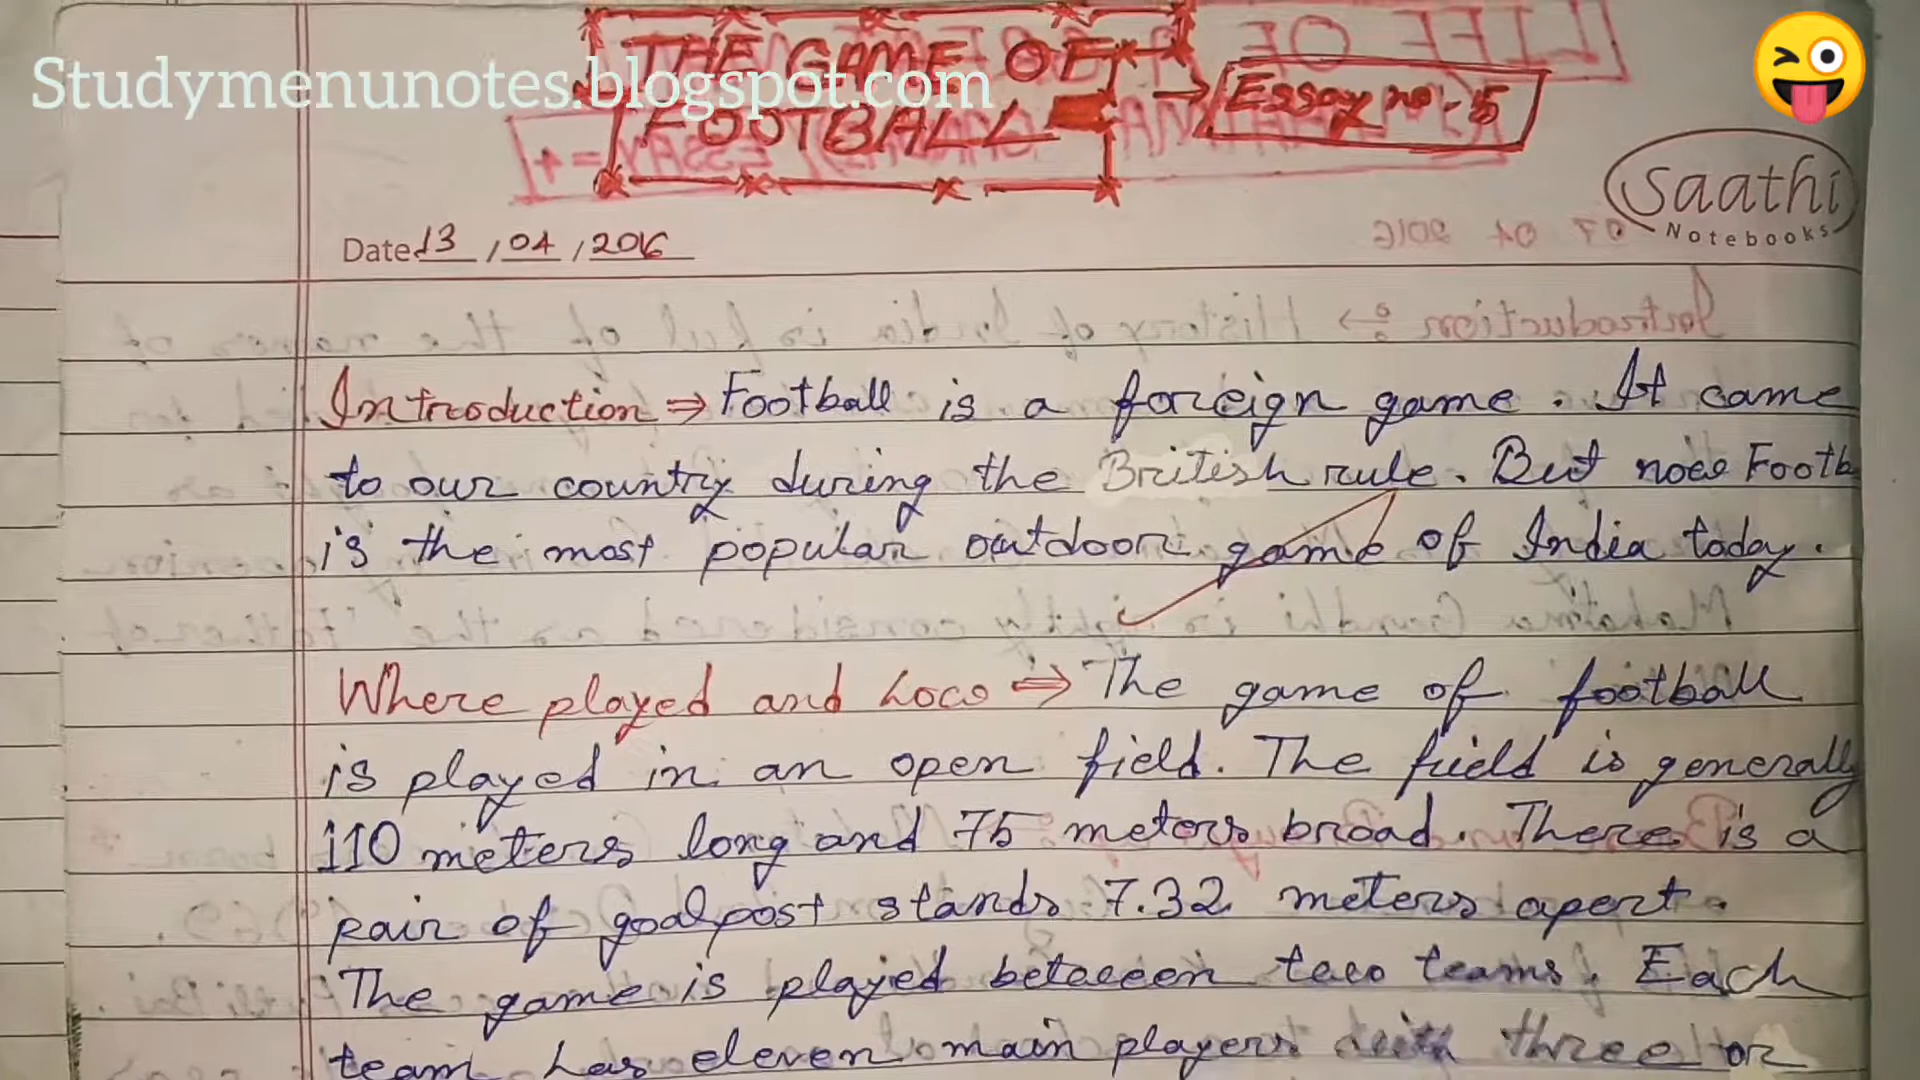 Studymenunotes.blogspot.com
THE GAME OF
FOOTBALL
Essay no - 5
Saathi
Notebooks
Date 13/04/2016
Introduction ⇒ Football is a foreign game. It came
to our country during the British rule. But now Footb
is the most popular outdoor game of India today.
Where played and how ⇒ The game of football
is played in an open field. The field is generally
110 meters long and 75 meters broad. There is a
pair of goalpost stands 7.32 meters apert.
The game is played between two teams. Each
team has eleven main players with three or